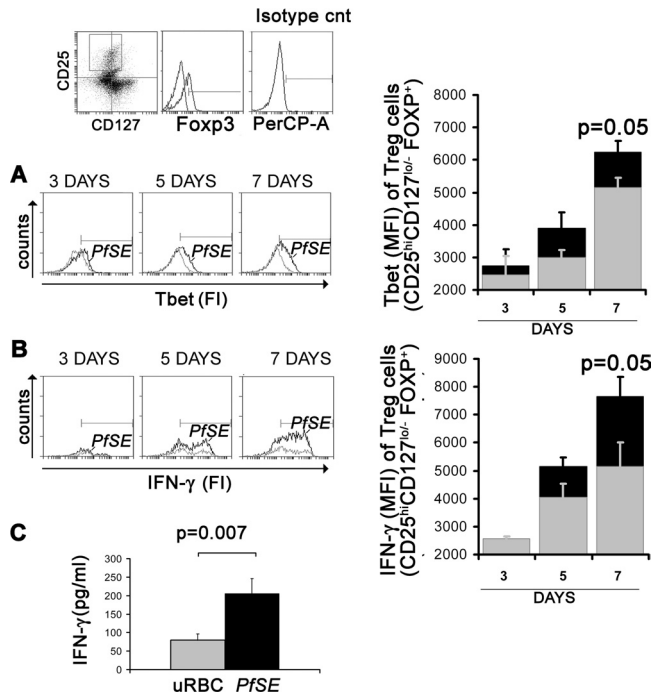 Isotype cnt
CD25
CD127
Foxp3
PerCP-A
A
3 DAYS
5 DAYS
7 DAYS
counts
PfSE
PfSE
PfSE
Tbet (FI)
Tbet (MFI) of Treg cells
(CD25hiCD127lo/- FOXP+)
8000
7000
6000
5000
4000
3000
2000
p=0.05
3
5
7
DAYS
B
3 DAYS
5 DAYS
7 DAYS
counts
PfSE
PfSE
PfSE
IFN-γ (FI)
IFN-γ (MFI) of Treg cells
(CD25hiCD127lo/- FOXP+)
9000
8000
7000
6000
5000
4000
3000
2000
p=0.05
3
5
7
DAYS
C
p=0.007
IFN-γ(pg/ml)
300
250
200
150
100
50
0
uRBC
PfSE